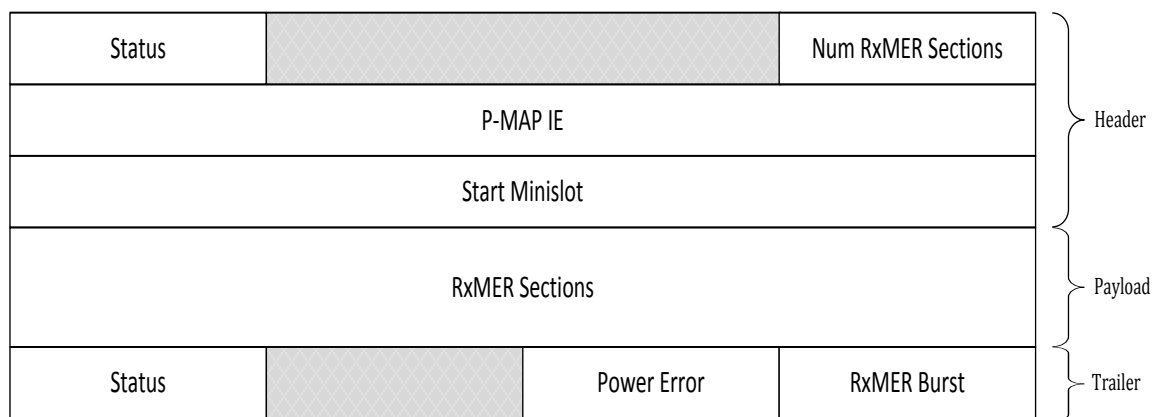 Status
Num RxMER Sections
P-MAP IE
Header
Start Minislot
RxMER Sections
Payload
Status
Power Error
RxMER Burst
Trailer